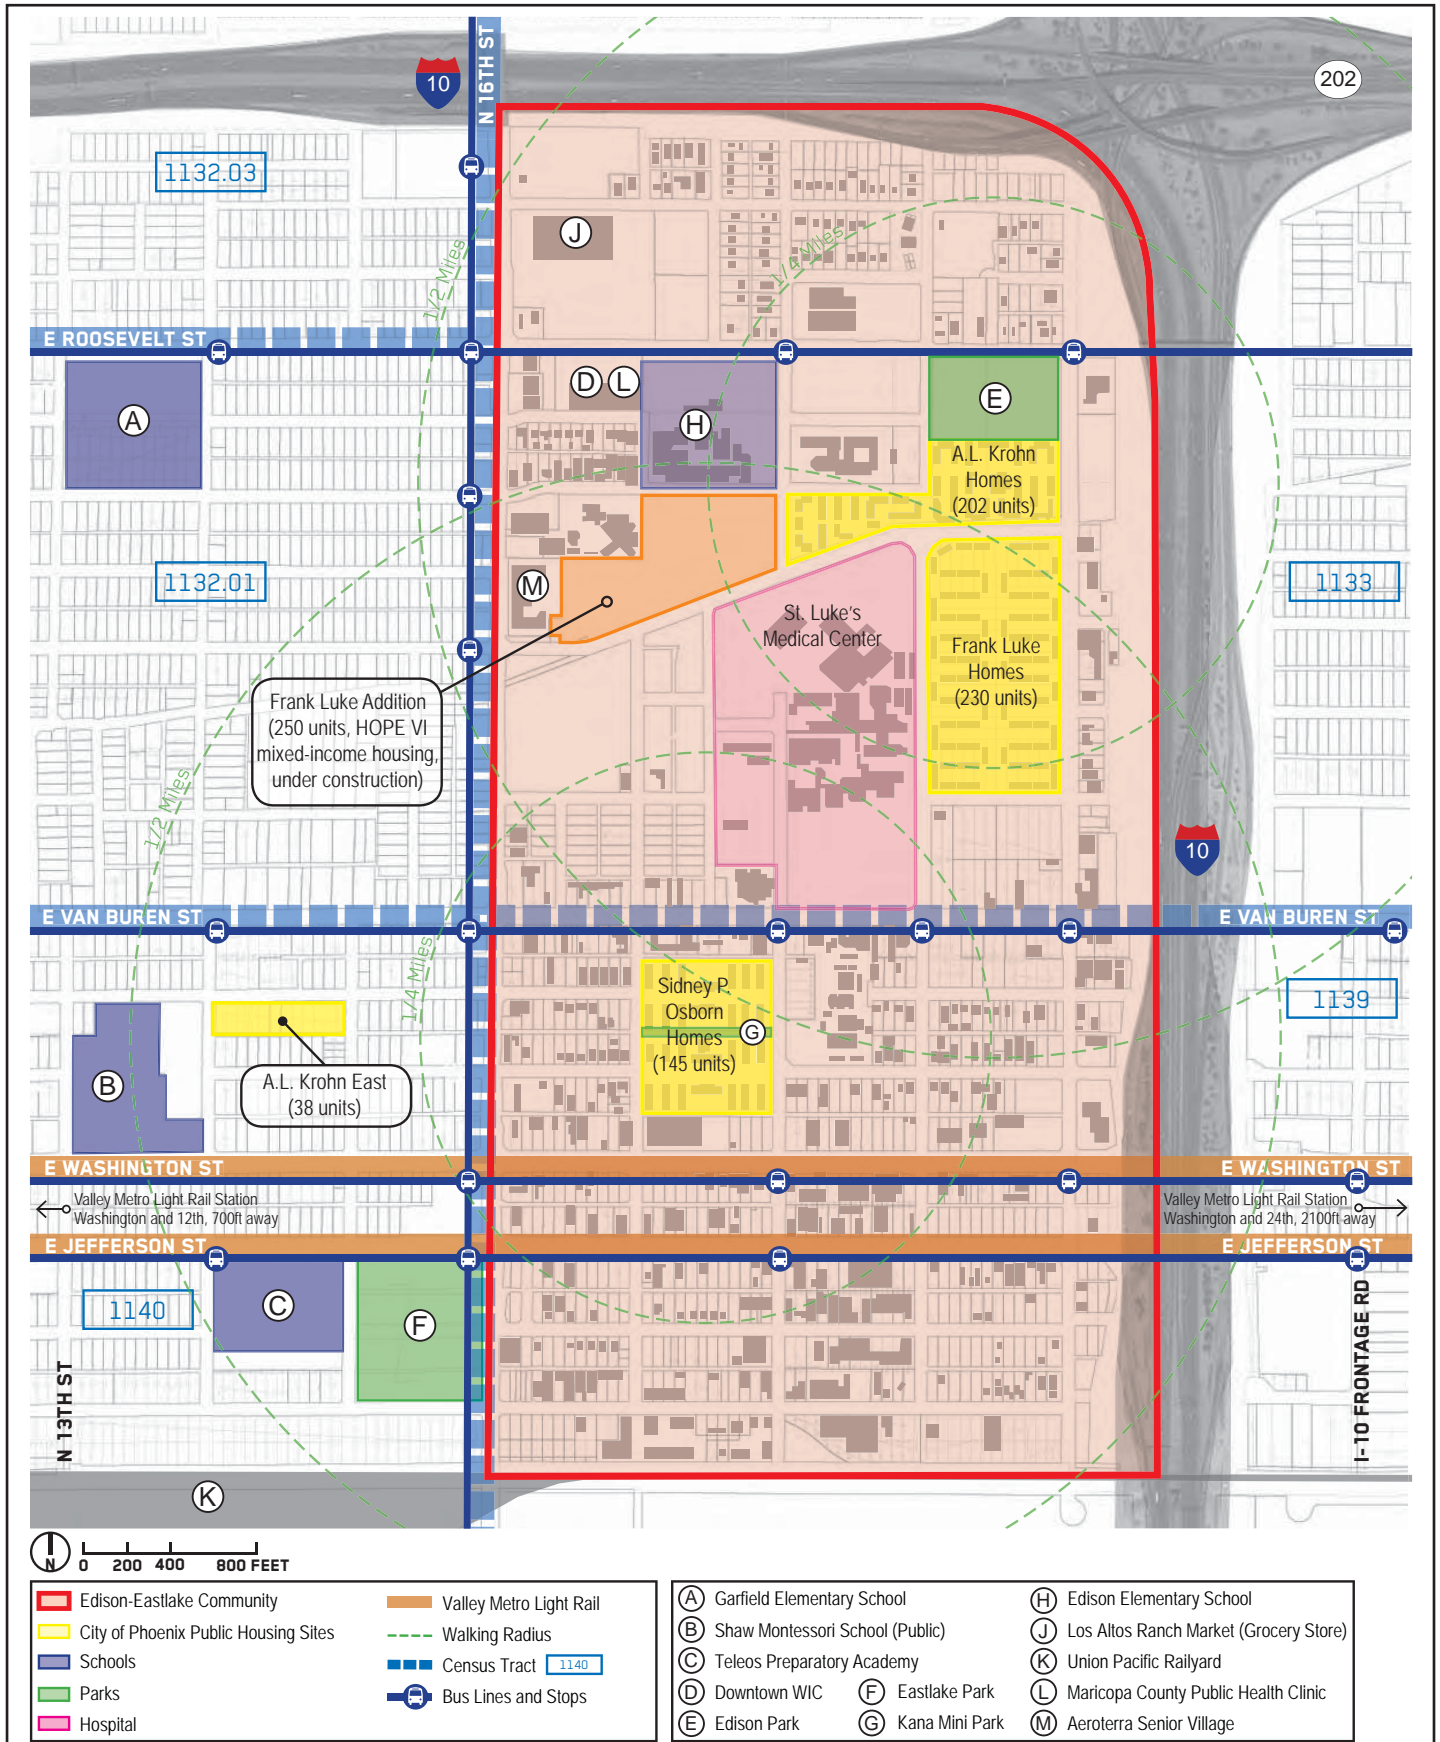 N 16TH ST
10
202
1132.03
J
1/2 Miles
1/4 Miles
E ROOSEVELT ST
A
D
L
H
E
A.L. Krohn
Homes
(202 units)
1132.01
M
1133
St. Luke's
Medical Center
Frank Luke
Homes
(230 units)
Frank Luke Addition
(250 units, HOPE VI
mixed-income housing,
under construction)
1/2 Miles
10
E VAN BUREN ST
E VAN BUREN ST
1/4 Miles
Sidney P.
Osborn
Homes
(145 units)
G
1139
B
A.L. Krohn East
(38 units)
E WASHINGTON ST
E WASHINGTON ST
Valley Metro Light Rail Station
Washington and 12th, 700ft away
Valley Metro Light Rail Station
Washington and 24th, 2100ft away
E JEFFERSON ST
E JEFFERSON ST
1140
C
F
N 13TH ST
I-10 FRONTAGE RD
K
N
0 200 400 800 FEET
Edison-Eastlake Community
City of Phoenix Public Housing Sites
Schools
Parks
Hospital
Valley Metro Light Rail
Walking Radius
Census Tract 1140
Bus Lines and Stops
A Garfield Elementary School
B Shaw Montessori School (Public)
C Teleos Preparatory Academy
D Downtown WIC
E Edison Park
F Eastlake Park
G Kana Mini Park
H Edison Elementary School
J Los Altos Ranch Market (Grocery Store)
K Union Pacific Railyard
L Maricopa County Public Health Clinic
M Aeroterra Senior Village